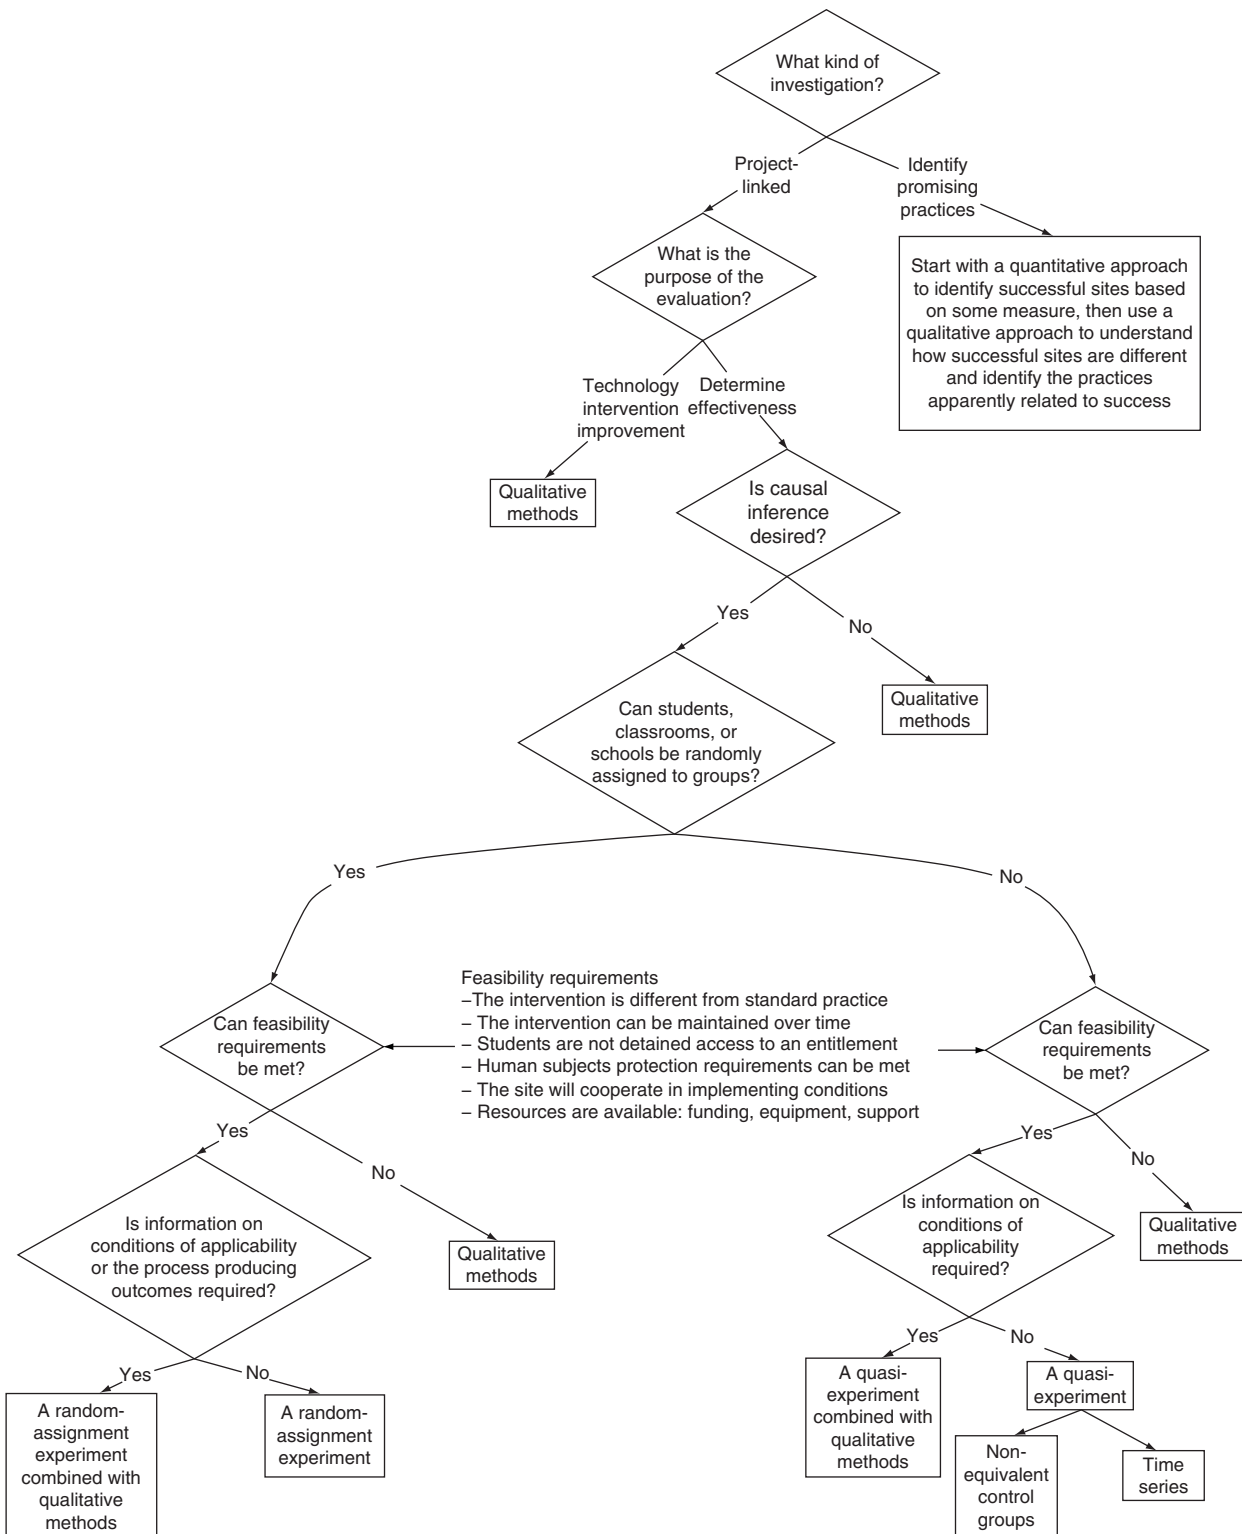 What kind of
investigation?
Project-
linked
Identify
promising
practices
What is the
purpose of the
evaluation?
Start with a quantitative approach
to identify successful sites based
on some measure, then use a
qualitative approach to understand
how successful sites are different
and identify the practices
apparently related to success
Technology
intervention
improvement
Determine
effectiveness
Qualitative
methods
Is causal
inference
desired?
Yes
No
Qualitative
methods
Can students,
classrooms, or
schools be randomly
assigned to groups?
Yes
No
Feasibility requirements
–The intervention is different from standard practice
– The intervention can be maintained over time
– Students are not detained access to an entitlement
– Human subjects protection requirements can be met
– The site will cooperate in implementing conditions
– Resources are available: funding, equipment, support
Can feasibility
requirements
be met?
Can feasibility
requirements
be met?
Yes
No
Yes
No
Is information on
conditions of applicability
or the process producing
outcomes required?
Qualitative
methods
Is information on
conditions of
applicability
required?
Qualitative
methods
Yes
No
Yes
No
A random-
assignment
experiment
combined with
qualitative
methods
A random-
assignment
experiment
A quasi-
experiment
combined with
qualitative
methods
A quasi-
experiment
Non-
equivalent
control
groups
Time
series